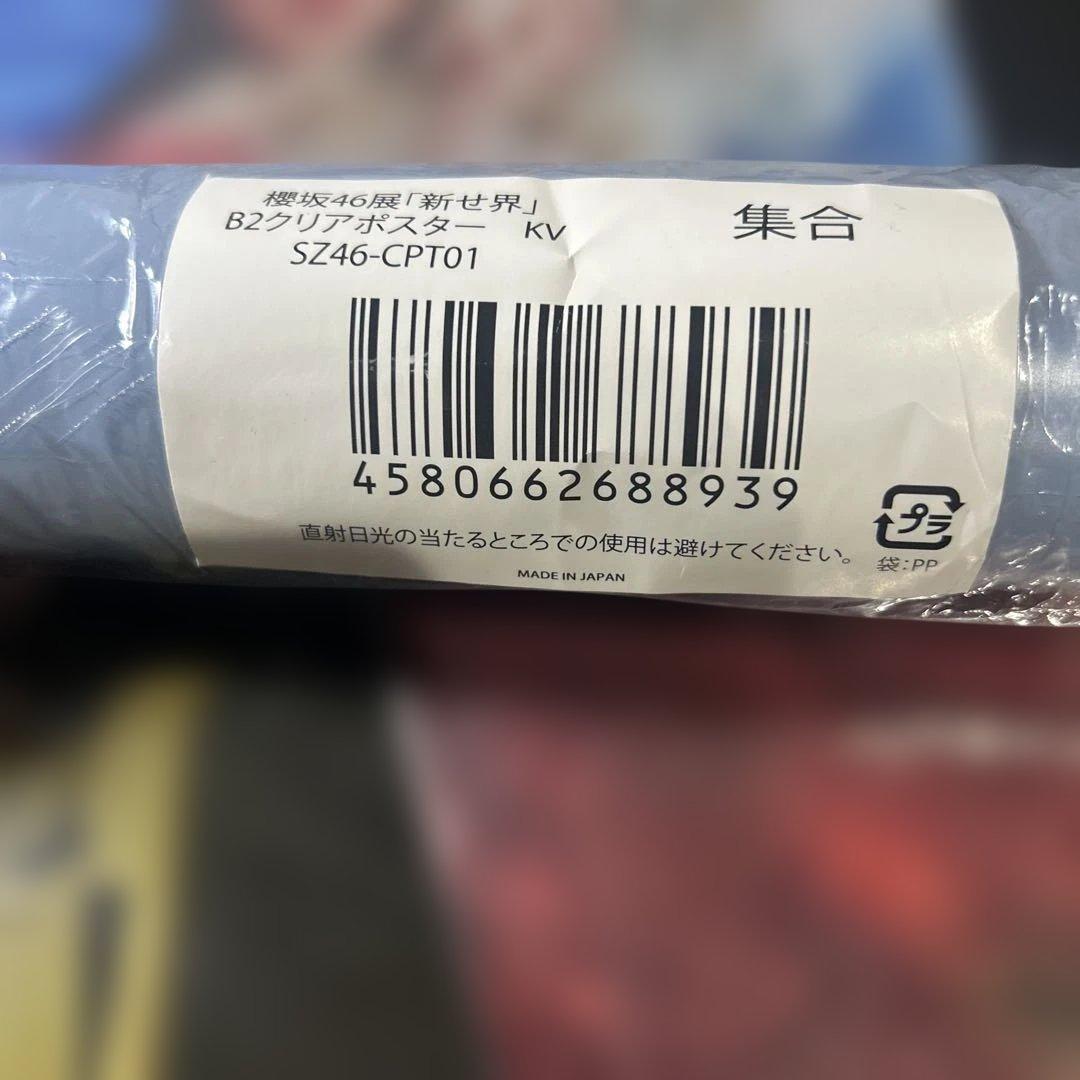 櫻坂46展「新せ界」
B2クリアポスター KV
SZ46-CPT01
集合
4580662688939
直射日光の当たるところでの使用は避けてください。
プラ
袋:PP
MADE IN JAPAN